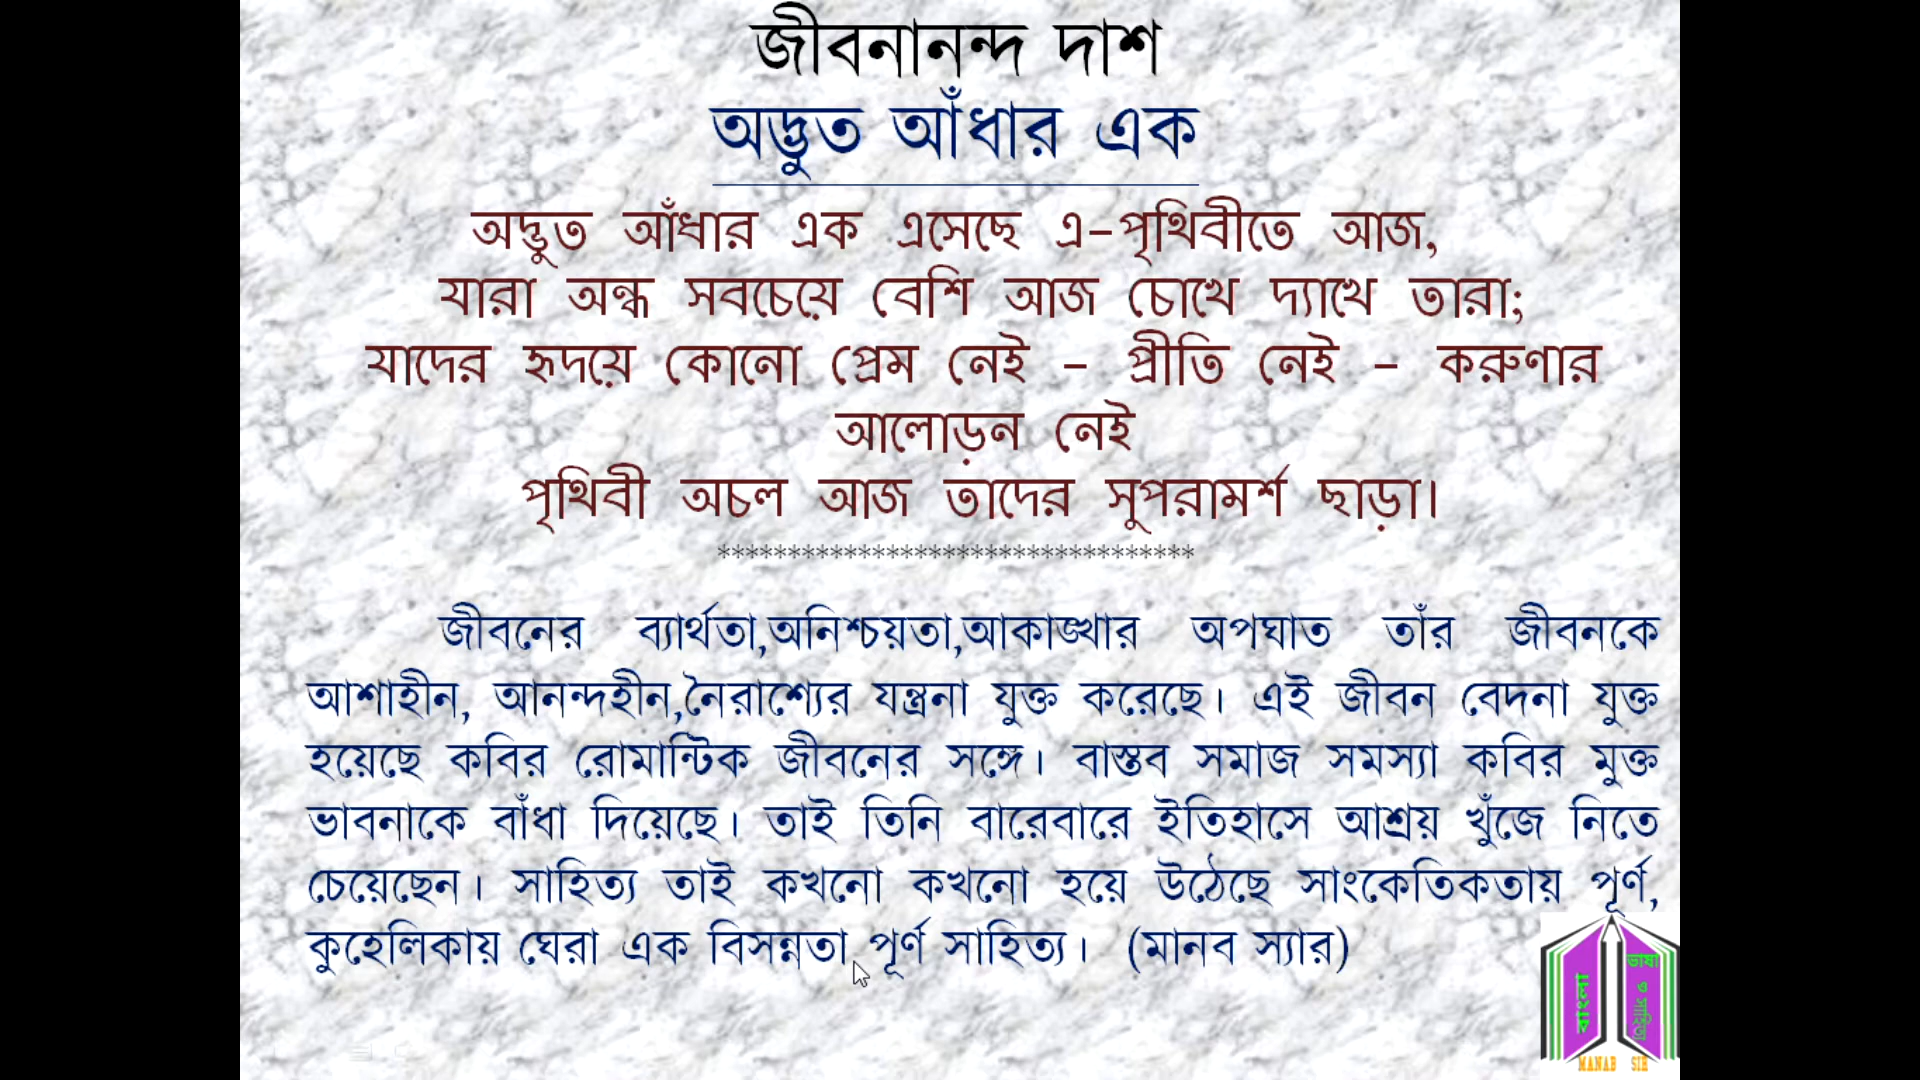 জীবনানন্দ দাশ
অদ্ভুত আঁধার এক
অদ্ভুত আঁধার এক এসেছে এ-পৃথিবীতে আজ,
যারা অন্ধ সবচেয়ে বেশি আজ চোখে দ্যাখে তারা;
যাদের হৃদয়ে কোনো প্রেম নেই – প্রীতি নেই – করুণার
আলোড়ন নেই
পৃথিবী অচল আজ তাদের সুপরামর্শ ছাড়া।
**********************************
জীবনের ব্যার্থতা,অনিশ্চয়তা,আকাঙ্খার অপঘাত তাঁর জীবনকে
আশাহীন, আনন্দহীন,নৈরাশ্যের যন্ত্রনা যুক্ত করেছে। এই জীবন বেদনা যুক্ত
হয়েছে কবির রোমান্টিক জীবনের সঙ্গে। বাস্তব সমাজ সমস্যা কবির মুক্ত
ভাবনাকে বাঁধা দিয়েছে। তাই তিনি বারেবারে ইতিহাসে আশ্রয় খুঁজে নিতে
চেয়েছেন। সাহিত্য তাই কখনো কখনো হয়ে উঠেছে সাংকেতিকতায় পূর্ণ,
কুহেলিকায় ঘেরা এক বিসন্নতা পূর্ণ সাহিত্য। (মানব স্যার)
বাংলা
ভাষা
ও সাহিত্য
MANAB SIR